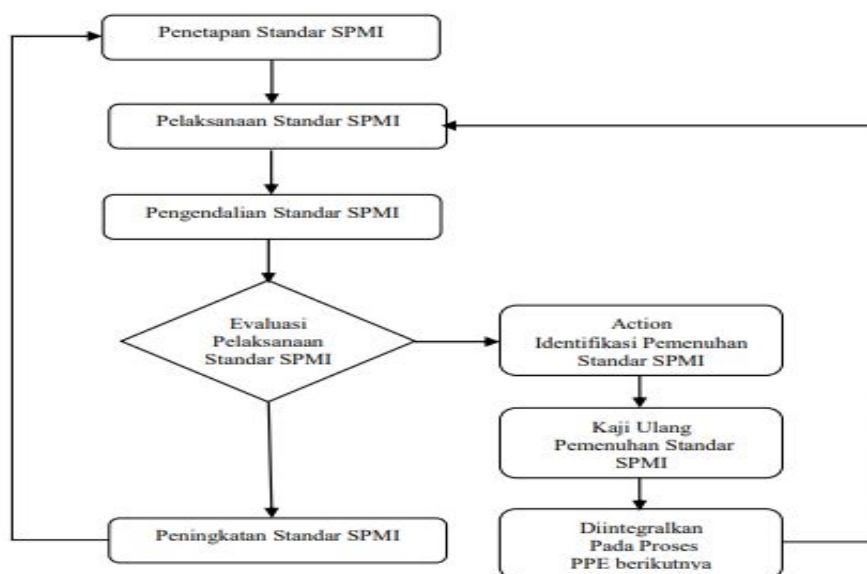 Penetapan Standar SPMI
Pelaksanaan Standar SPMI
Pengendalian Standar SPMI
Evaluasi
Pelaksanaan
Standar SPMI
Action
Identifikasi Pemenuhan
Standar SPMI
Kaji Ulang
Pemenuhan Standar
SPMI
Peningkatan Standar SPMI
Diintegralkan
Pada Proses
PPE berikutnya